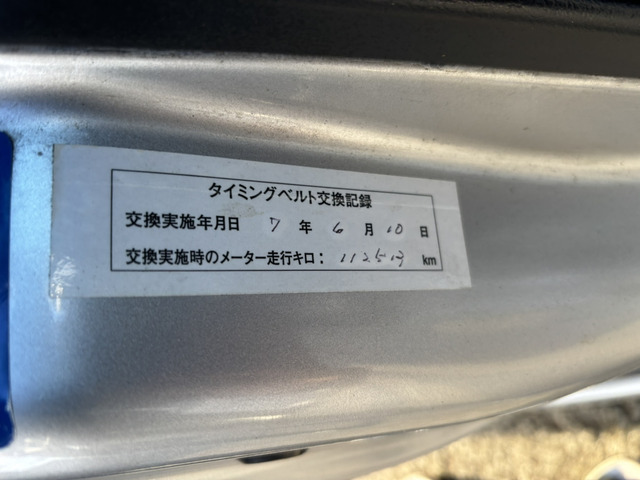 タイミングベルト交換記録
交換実施年月日 7 年 6 月 10 日
交換実施時のメーター走行キロ： km